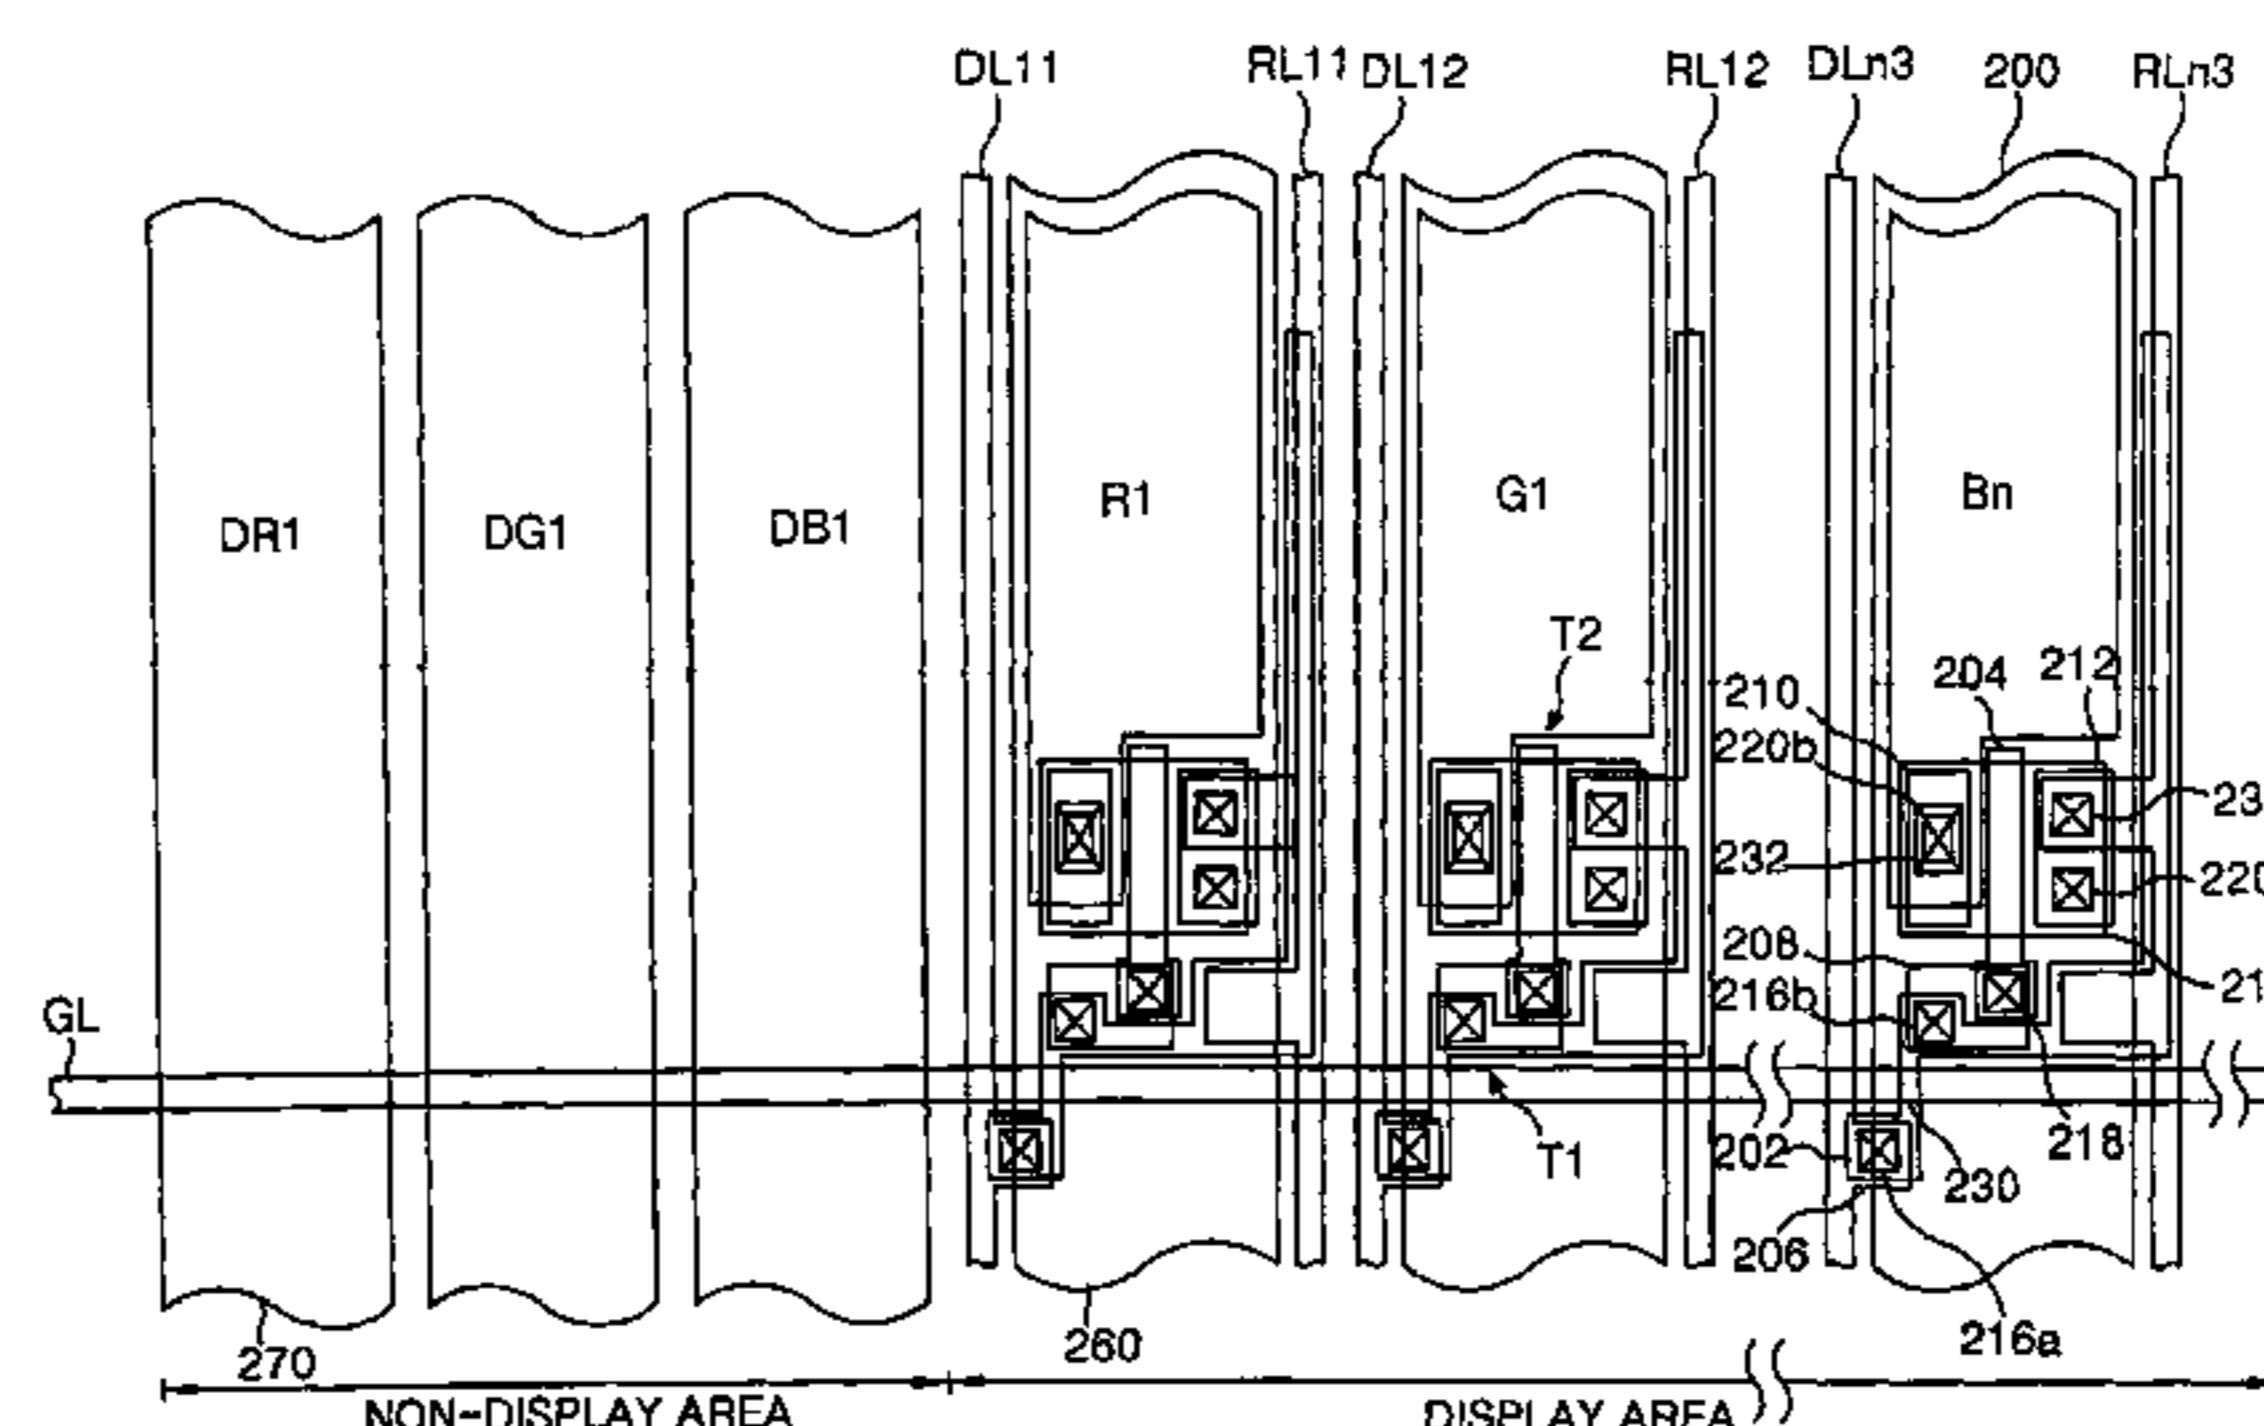 DL11 RL11 DL12 RL12 DLn3 200 RLn3
DR1 DG1 DB1 R1 G1 Bn
T2
204 212
210
220b
232
208
216b
GL
T1
202
218
230
206
270 260 216a
NON-DISPLAY AREA DISPLAY AREA